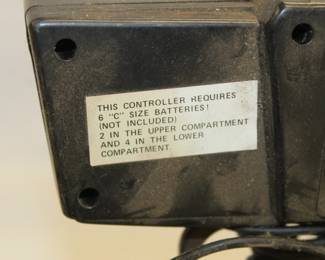 THIS CONTROLLER REQUIRES
6 "C" SIZE BATTERIES!
(NOT INCLUDED)
2 IN THE UPPER COMPARTMENT
AND 4 IN THE LOWER
COMPARTMENT.